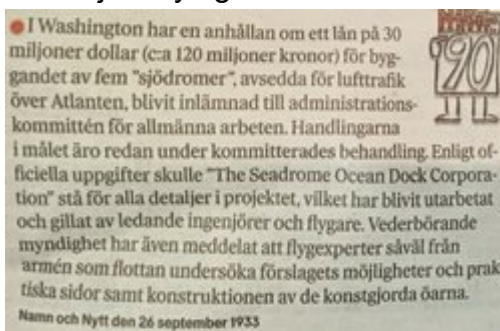 I Washington har en anhållan om ett lån på 30
miljoner dollar (c:a 120 miljoner kronor) för byg-
gandet av fem "sjödromer", avsedda för lufttrafik
över Atlanten, blivit inlämnad till administrations-
kommittén för allmänna arbeten. Handlingarna
i målet äro redan under kommitterades behandling. Enligt of-
ficiella uppgifter skulle "The Seadrome Ocean Dock Corpora-
tion" stå för alla detaljer i projektet, vilket har blivit utarbetat
och gillat av ledande ingenjörer och flygare. Vederbörande
myndighet har även meddelat att flygexperter såväl från
armén som flottan undersöka förslagets möjligheter och prak
tiska sidor samt konstruktionen av de konstgjorda öarna.
Namn och Nytt den 26 september 1933
90